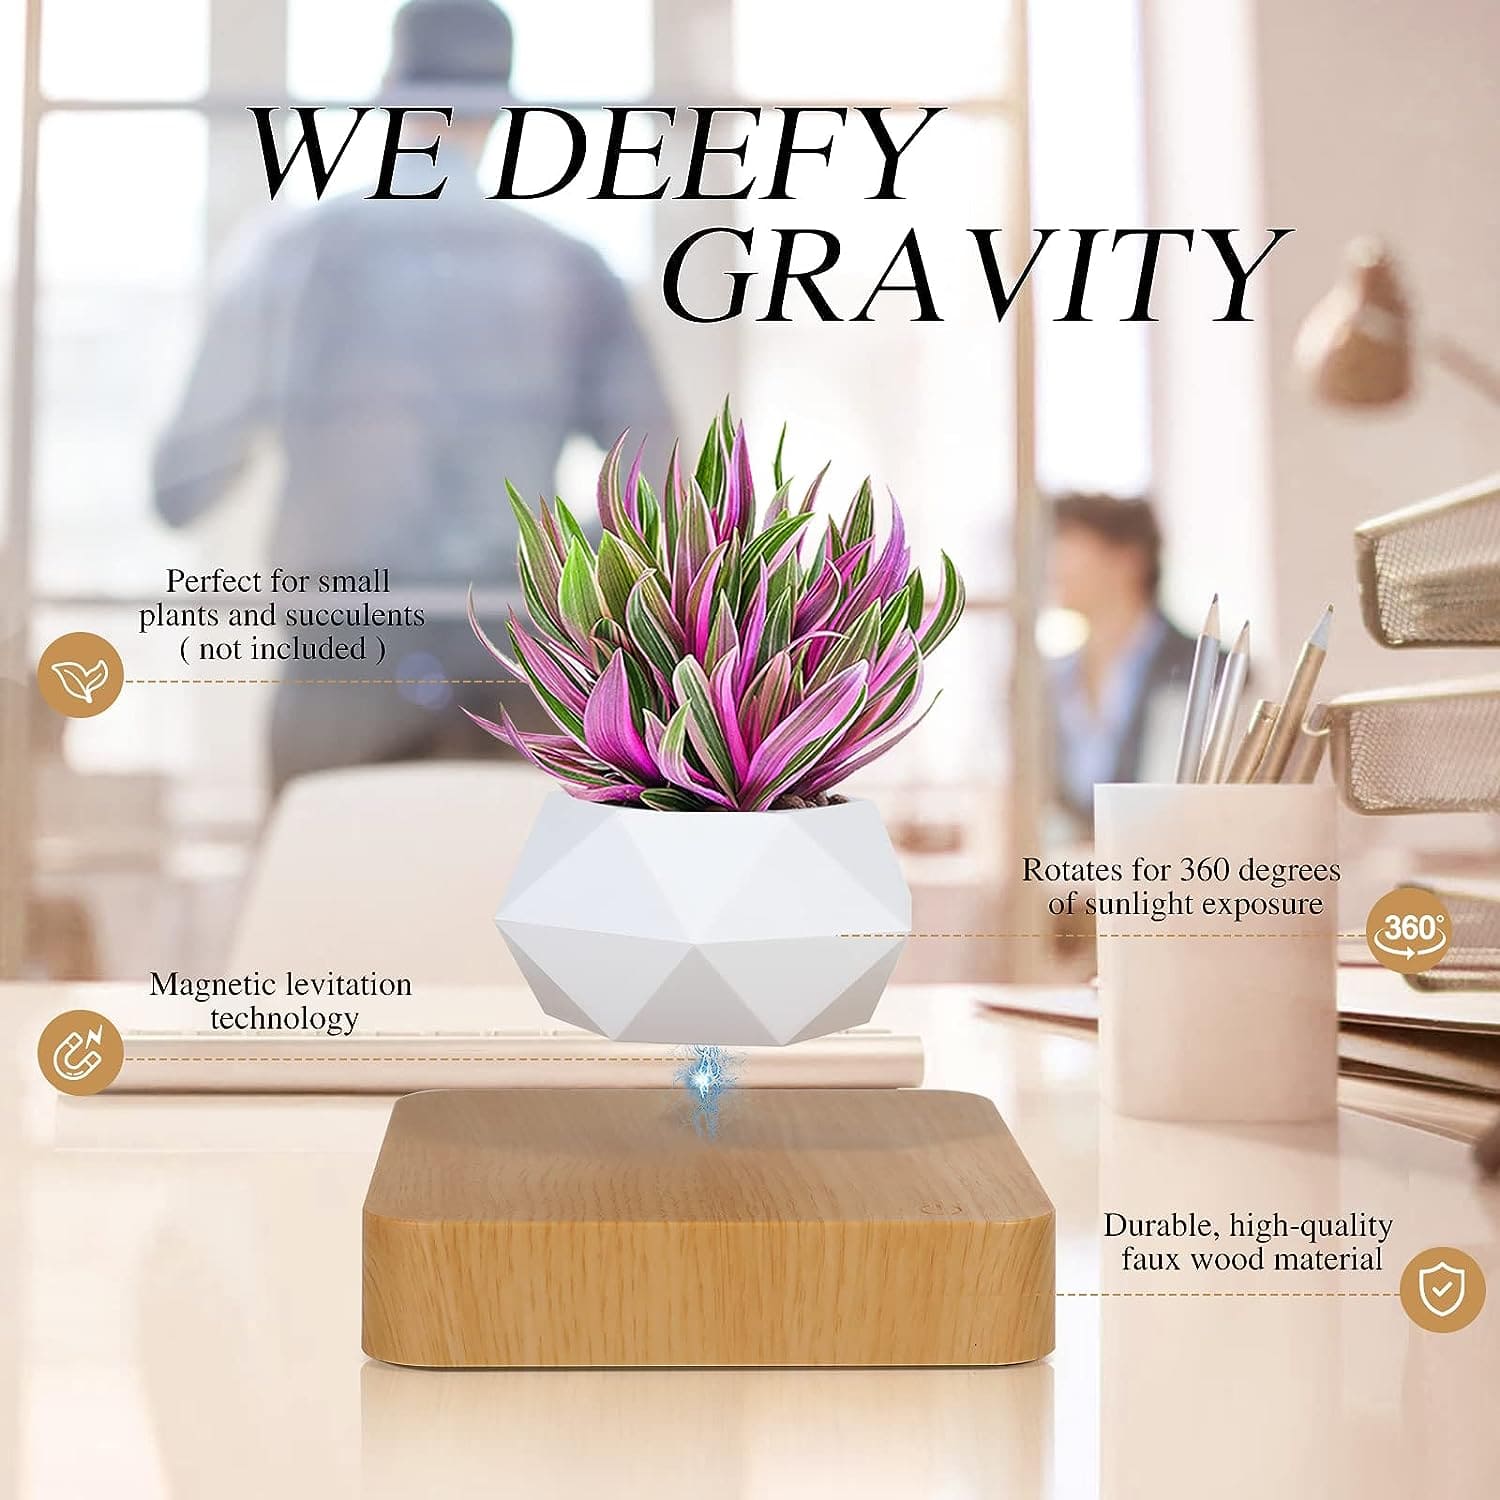 WE DEEFY
GRAVITY
Perfect for small
plants and succulents
( not included )
Rotates for 360 degrees
of sunlight exposure
360°
Magnetic levitation
technology
Durable, high-quality
faux wood material